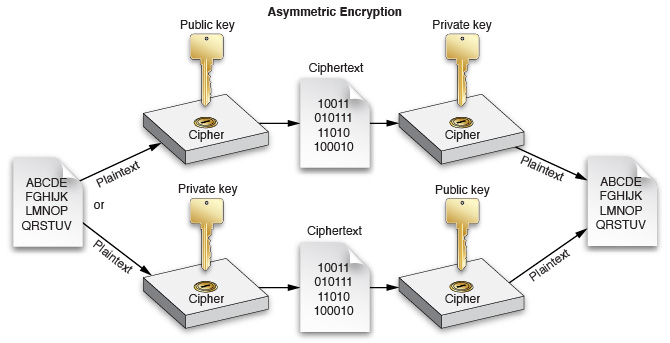 Asymmetric Encryption
Public key
Private key
Ciphertext
10011
010111
11010
100010
Cipher
Cipher
Plaintext
Plaintext
ABCDE
FGHIJK
LMNOP
QRSTUV
or
ABCDE
FGHIJK
LMNOP
QRSTUV
Private key
Public key
Ciphertext
10011
010111
11010
100010
Plaintext
Plaintext
Cipher
Cipher